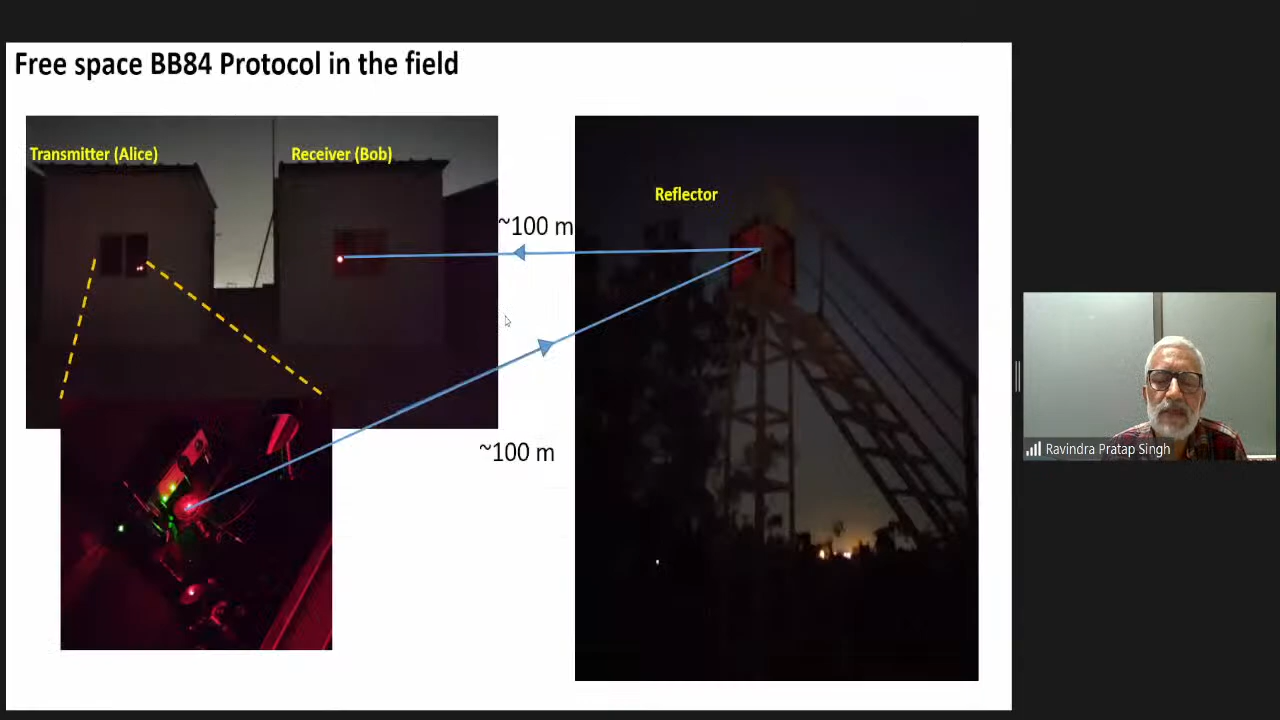 Free space BB84 Protocol in the field
Transmitter (Alice)
Receiver (Bob)
Reflector
~100 m
~100 m
Ravindra Pratap Singh